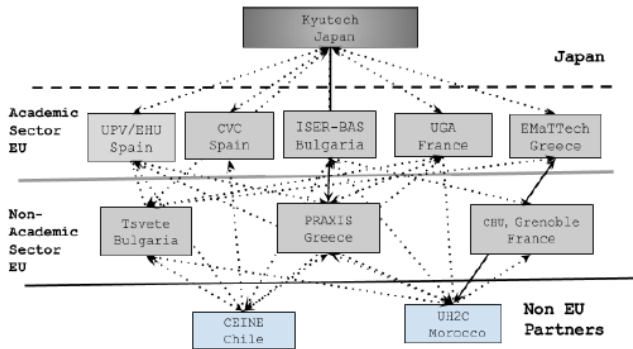 Kyutech
Japan
Japan
Academic
Sector
EU
UPV/EHU
Spain
CVC
Spain
ISER-BAS
Bulgaria
UGA
France
EMaTTech
Greece
Non-
Academic
Sector
EU
Tsvete
Bulgaria
PRAXIS
Greece
CHU, Grenoble
France
CEINE
Chile
UH2C
Morocco
Non EU
Partners